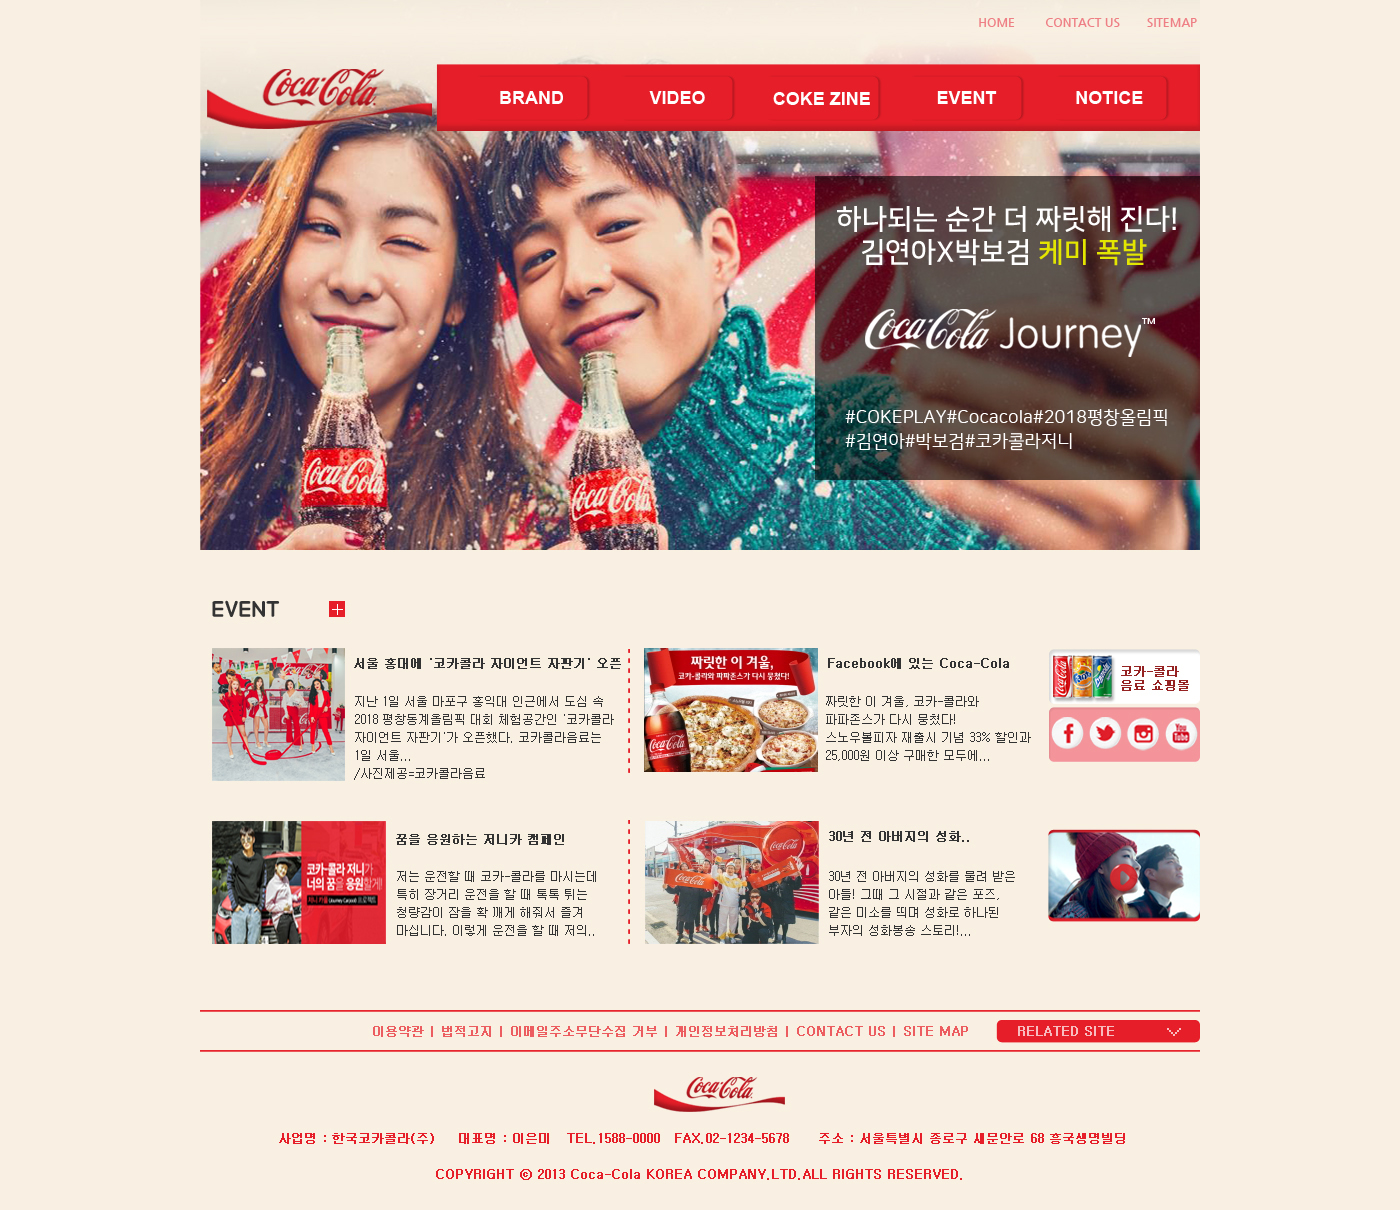 HOME CONTACT US SITEMAP
Coca-Cola
BRAND VIDEO COKE ZINE EVENT NOTICE
하나되는 순간 더 짜릿해 진다!
김연아X박보검 케미 폭발
Coca-Cola Journey™
#COKEPLAY#Cocacola#2018평창올림픽
#김연아#박보검#코카콜라저니
Coca-Cola
Coca-Cola
EVENT
서울 홍대에 '코카콜라 자이언트 자판기' 오픈
지난 1일 서울 마포구 홍익대 인근에서 도심 속
2018 평창동계올림픽 대회 체험공간인 '코카콜라
자이언트 자판기'가 오픈했다. 코카콜라음료는
1일 서울...
/사진제공=코카콜라음료
짜릿한 이 겨울,
코카-콜라와 파파존스가 다시 뭉쳤다!
Coca-Cola
Facebook에 있는 Coca-Cola
짜릿한 이 겨울, 코카-콜라와
파파존스가 다시 뭉쳤다!
스노우볼피자 재출시 기념 33% 할인과
25,000원 이상 구매한 모두에...
코카-콜라
음료 쇼핑몰
You Tube
코카-콜라 저니가
너의 꿈을 응원할게!
꿈을 응원하는 저니카 캠페인
저는 운전할 때 코카-콜라를 마시는데
특히 장거리 운전을 할 때 톡톡 튀는
청량감이 잠을 확 깨게 해줘서 즐겨
마십니다. 이렇게 운전을 할 때 저의..
Coca-Cola
30년 전 아버지의 성화..
30년 전 아버지의 성화를 물려 받은
아들! 그때 그 시절과 같은 포즈,
같은 미소를 띄며 성화로 하나된
부자의 성화봉송 스토리!...
이용약관 | 법적고지 | 이메일주소무단수집 거부 | 개인정보처리방침 | CONTACT US | SITE MAP
RELATED SITE
Coca-Cola
사업명 : 한국코카콜라(주) 대표명 : 이은미 TEL.1588-0000 FAX.02-1234-5678 주소 : 서울특별시 종로구 새문안로 68 흥국생명빌딩
COPYRIGHT ⓒ 2013 Coca-Cola KOREA COMPANY.LTD.ALL RIGHTS RESERVED.